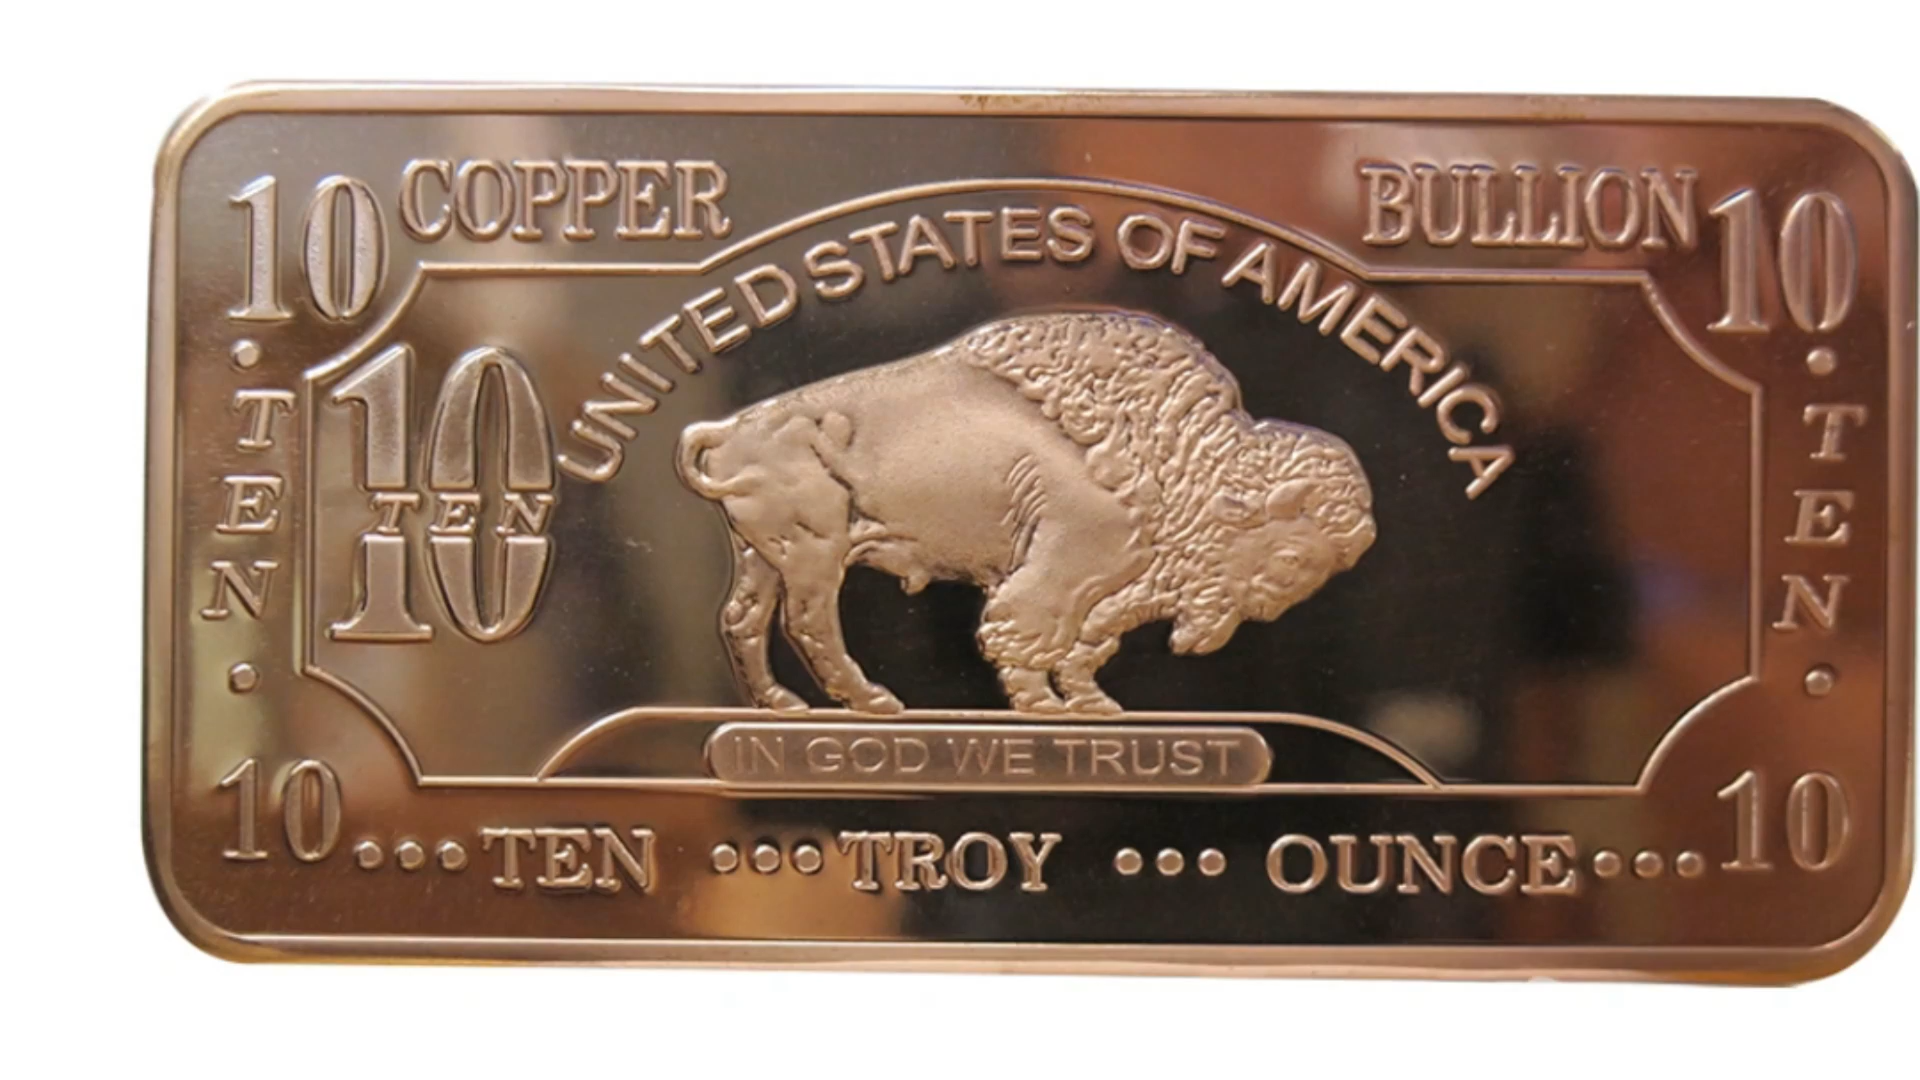 10 COPPER BULLION 10
UNITED STATES OF AMERICA
• TEN •
10
TEN
• TEN •
IN GOD WE TRUST
10 ••• TEN ••• TROY ••• OUNCE ••• 10